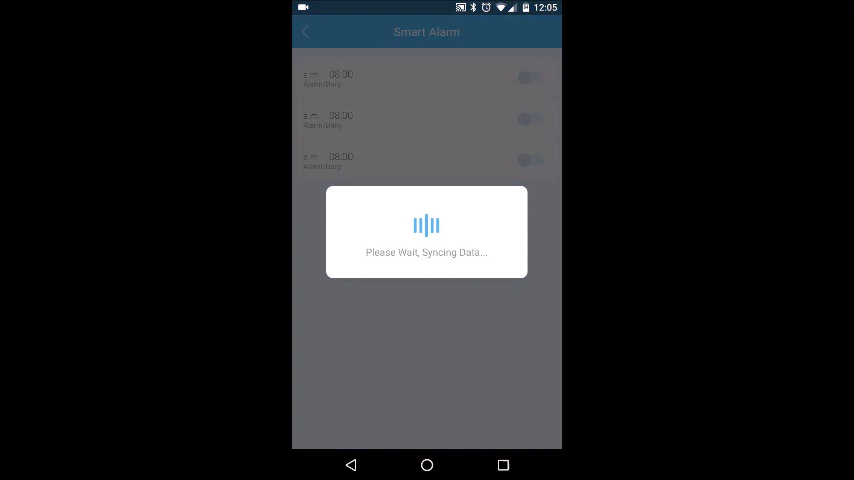 12:05
Smart Alarm
a.m. 08:00
Alarm/Daily
a.m. 08:00
Alarm/Daily
a.m. 08:00
Alarm/Daily
Please Wait, Syncing Data...